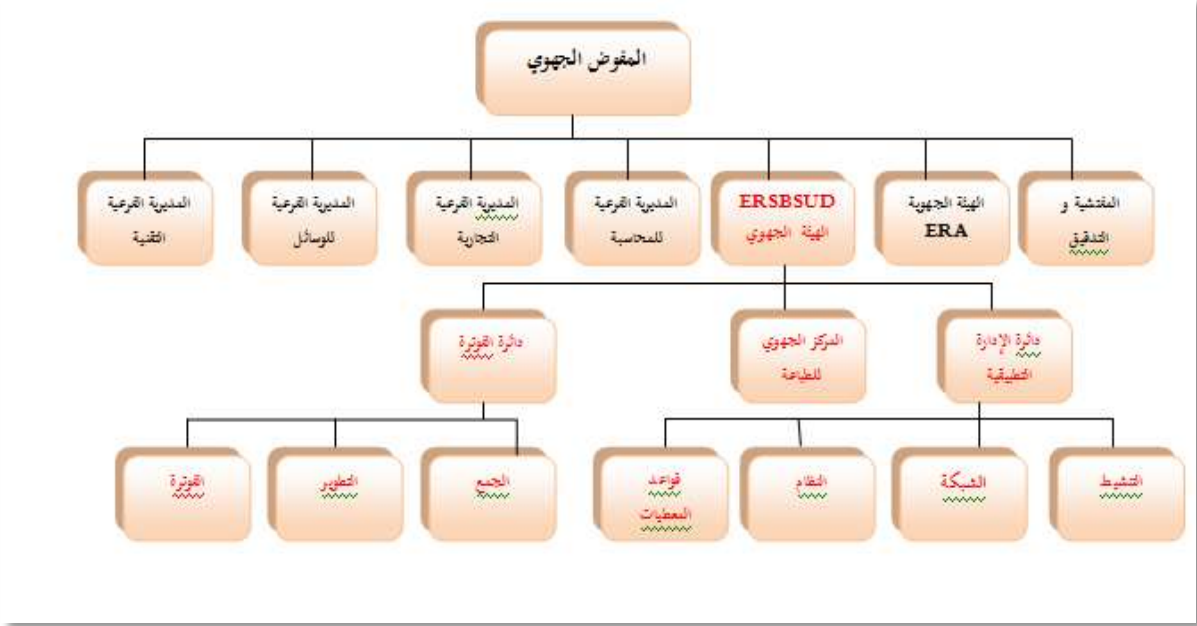 المفوض الجهوي
المفتشية و
التدقيق
الهيئة الجهوية
ERA
ERSBSUD
الهيئة الجهوي
المديرية الفرعية
للمحاسبة
المديرية الفرعية
التجارية
المديرية الفرعية
للوسائل
المديرية الفرعية
التقنية
دائرة الإدارة
التطبيقية
المركز الجهوي
للطباعة
دائرة الفوترة
التنشيط
الشبكة
النظام
قواعد
المعطيات
الجمع
التطوير
الفوترة